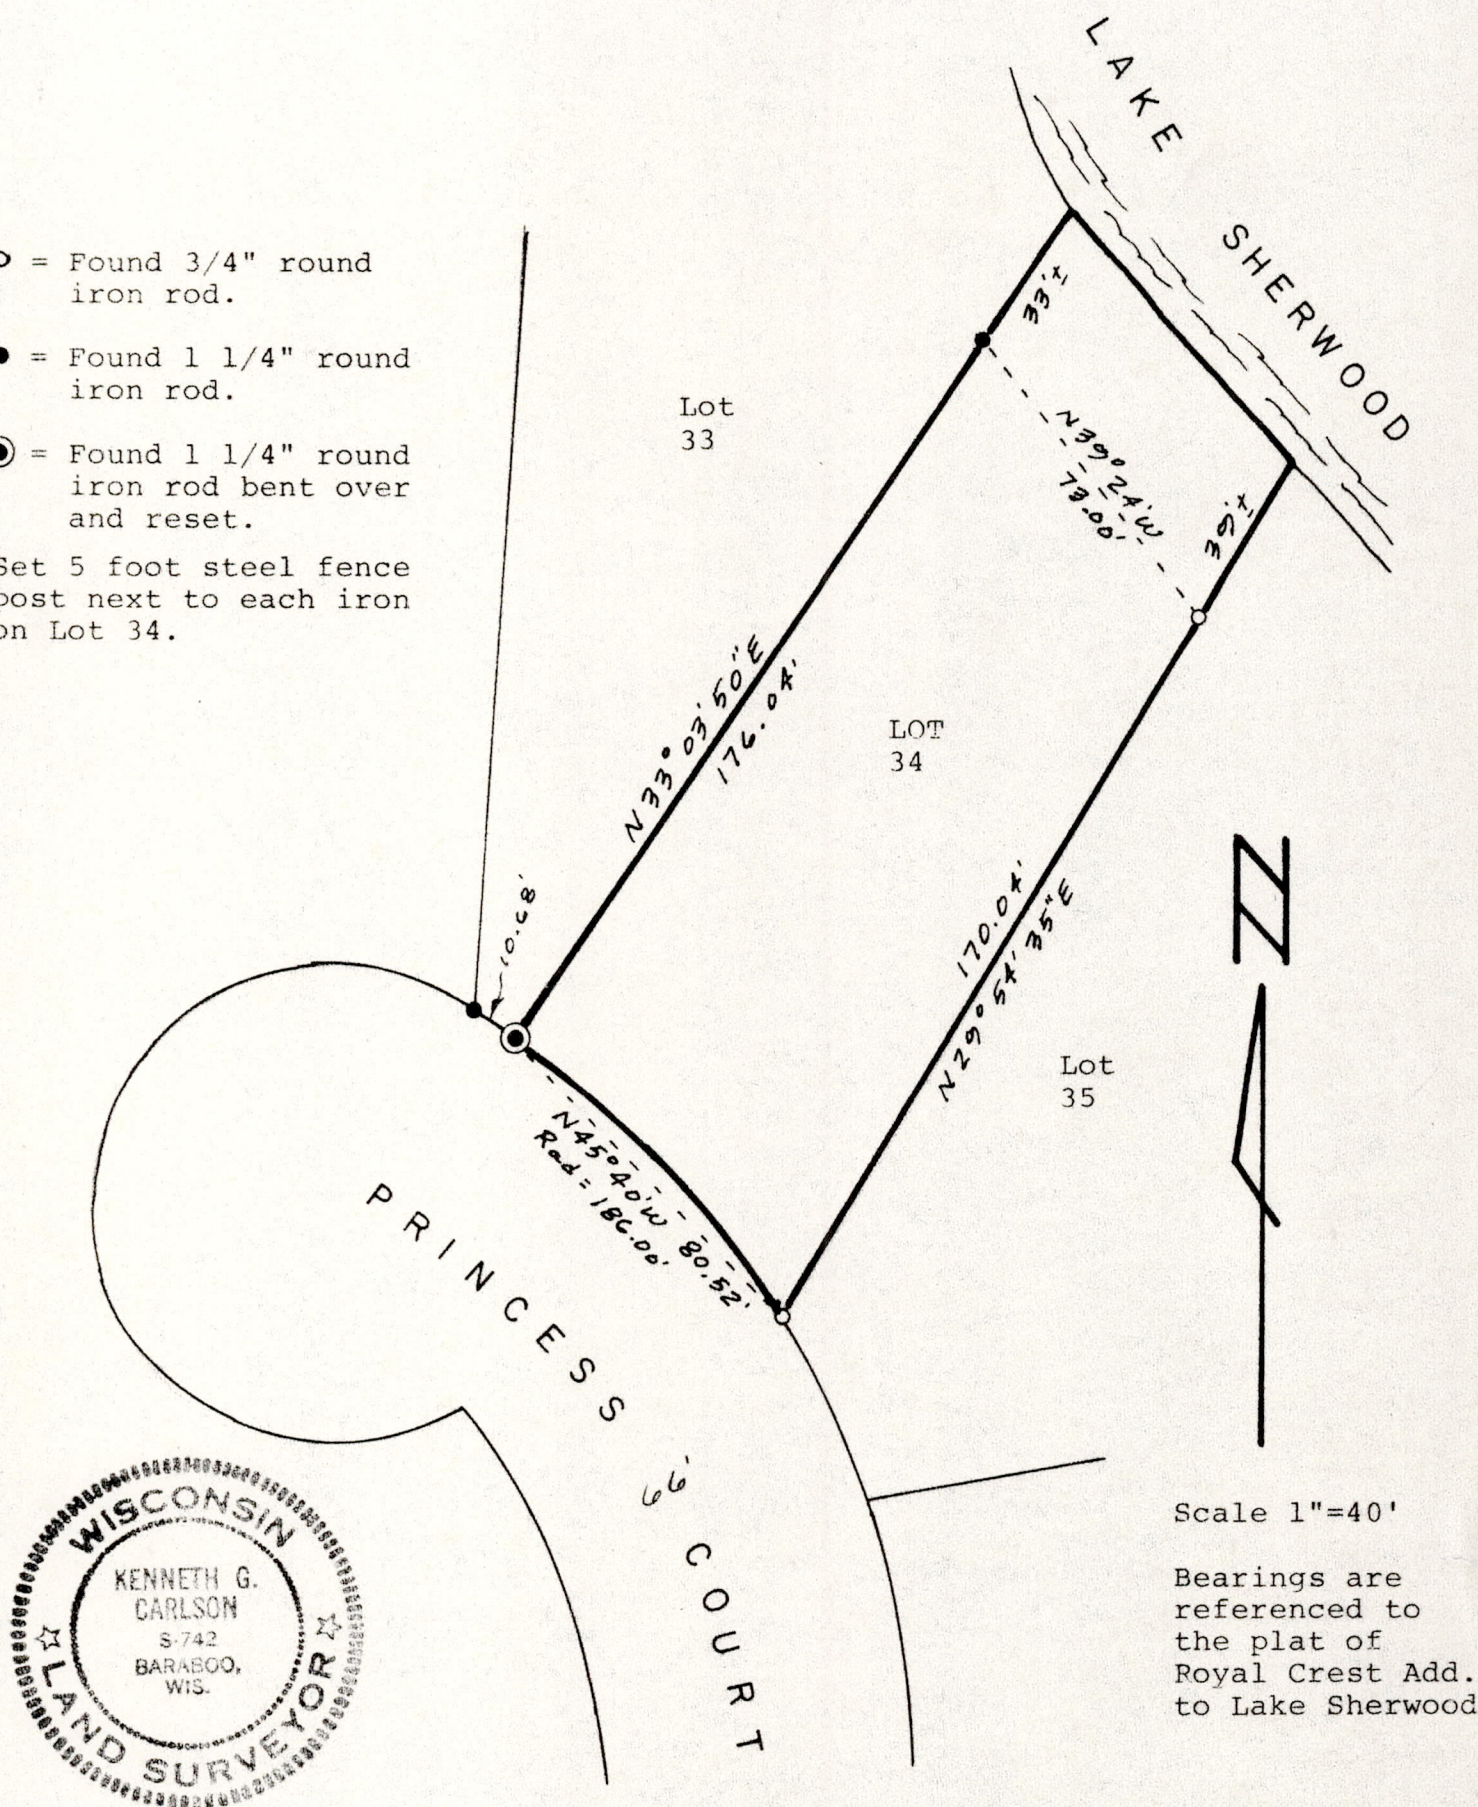 LAKE
SHERWOOD
= Found 3/4" round
iron rod.
= Found 1 1/4" round
iron rod.
= Found 1 1/4" round
iron rod bent over
and reset.
Set 5 foot steel fence
post next to each iron
on Lot 34.
33'±
Lot
33
N39°24'W
73.00'
39'±
N33°03'50"E
176.04'
LOT
34
10.68'
170.04'
N29°54'35"E
Lot
35
N
N45°40'W 80.52'
Rad = 186.00'
PRINCESS
66'
COURT
Scale 1"=40'
Bearings are
referenced to
the plat of
Royal Crest Add.
to Lake Sherwood
WISCONSIN
KENNETH G.
CARLSON
S-742
BARABOO,
WIS.
LAND SURVEYOR